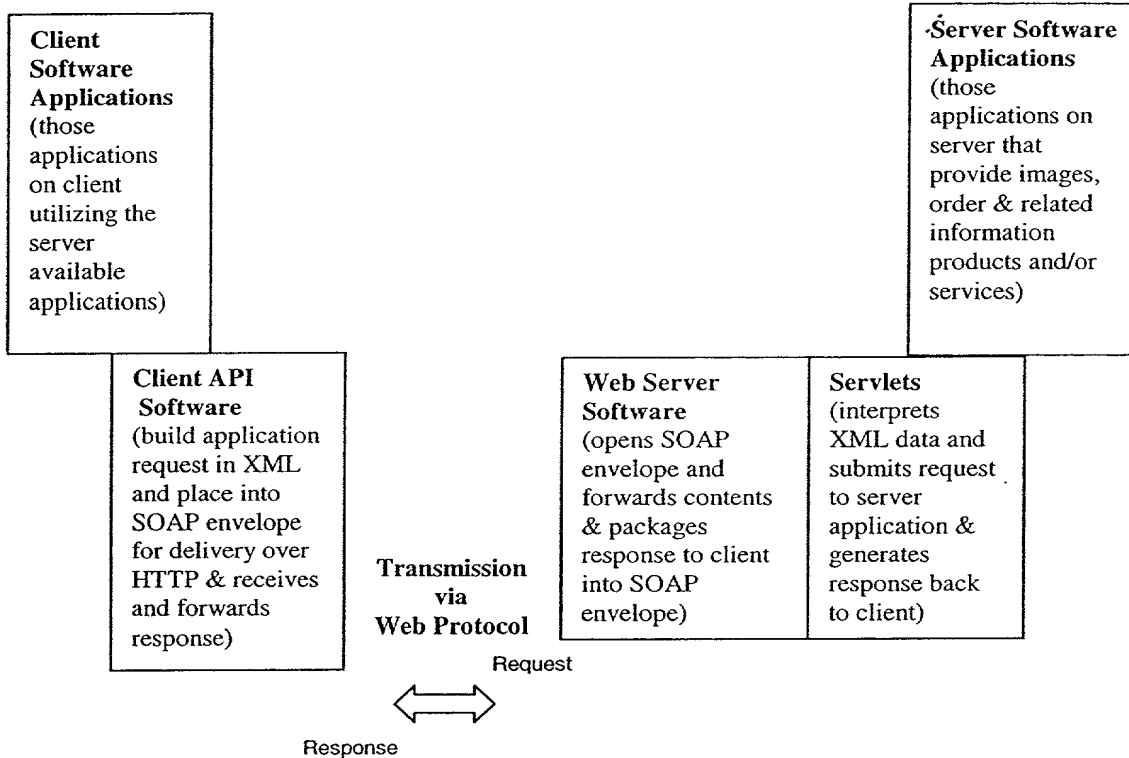 Client
Software
Applications
(those
applications
on client
utilizing the
server
available
applications)
Server Software
Applications
(those
applications on
server that
provide images,
order & related
information
products and/or
services)
Client API
Software
(build application
request in XML
and place into
SOAP envelope
for delivery over
HTTP & receives
and forwards
response)
Transmission
via
Web Protocol
Web Server
Software
(opens SOAP
envelope and
forwards contents
& packages
response to client
into SOAP
envelope)
Servlets
(interprets
XML data and
submits request
to server
application &
generates
response back
to client)
Request
Response